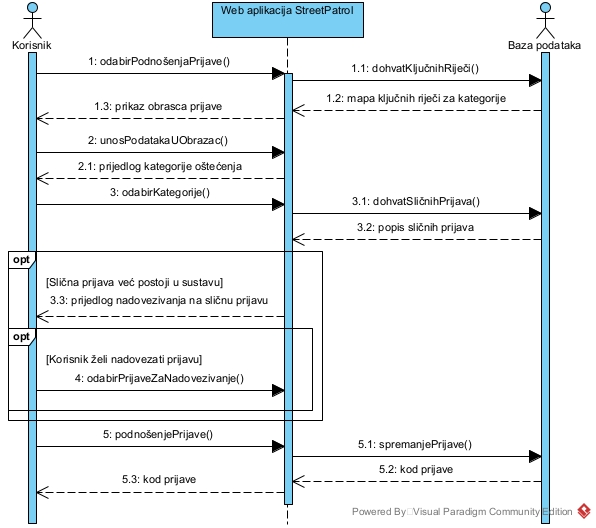 Web aplikacija StreetPatrol
Korisnik
Baza podataka
1: odabirPodnošenjaPrijave()
1.1: dohvatKljučnihRiječi()
1.2: mapa ključnih riječi za kategorije
1.3: prikaz obrasca prijave
2: unosPodatakaUObrazac()
2.1: prijedlog kategorije oštećenja
3: odabirKategorije()
3.1: dohvatSličnihPrijava()
3.2: popis sličnih prijava
opt
[Slična prijava već postoji u sustavu]
3.3: prijedlog nadovezivanja na sličnu prijavu
opt
[Korisnik želi nadovezati prijavu]
4: odabirPrijaveZaNadovezivanje()
5: podnošenjePrijave()
5.1: spremanjePrijave()
5.2: kod prijave
5.3: kod prijave
Powered By Visual Paradigm Community Edition